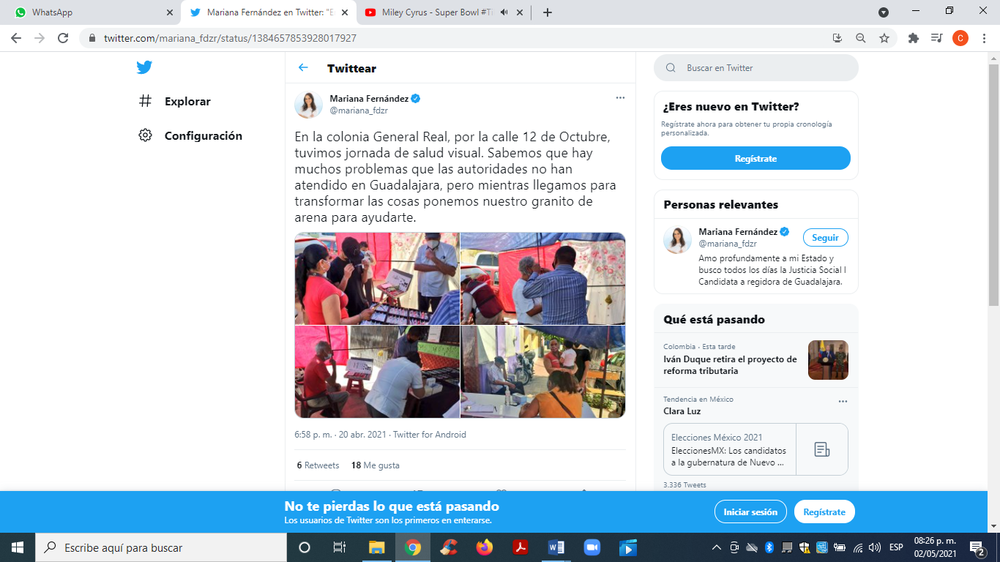 WhatsApp
Mariana Fernández en Twitter: "E
Miley Cyrus - Super Bowl #Ti
twitter.com/mariana_fdzr/status/1384657853928017927
C
Explorar
Configuración
Twittear
Mariana Fernández
@mariana_fdzr
En la colonia General Real, por la calle 12 de Octubre,
tuvimos jornada de salud visual. Sabemos que hay
muchos problemas que las autoridades no han
atendido en Guadalajara, pero mientras llegamos para
transformar las cosas ponemos nuestro granito de
arena para ayudarte.
6:58 p. m. · 20 abr. 2021 · Twitter for Android
6 Retweets 18 Me gusta
Buscar en Twitter
¿Eres nuevo en Twitter?
Regístrate ahora para obtener tu propia cronología
personalizada.
Regístrate
Personas relevantes
Mariana Fernández
@mariana_fdzr
Seguir
Amo profundamente a mi Estado y
busco todos los días la Justicia Social l
Candidata a regidora de Guadalajara.
Qué está pasando
Colombia · Esta tarde
Iván Duque retira el proyecto de
reforma tributaria
Tendencia en México
Clara Luz
Elecciones México 2021
EleccionesMX: Los candidatos
a la gubernatura de Nuevo ...
3.336 Tweets
No te pierdas lo que está pasando
Los usuarios de Twitter son los primeros en enterarse.
Iniciar sesión
Regístrate
Escribe aquí para buscar
ESP
08:26 p. m.
02/05/2021
2